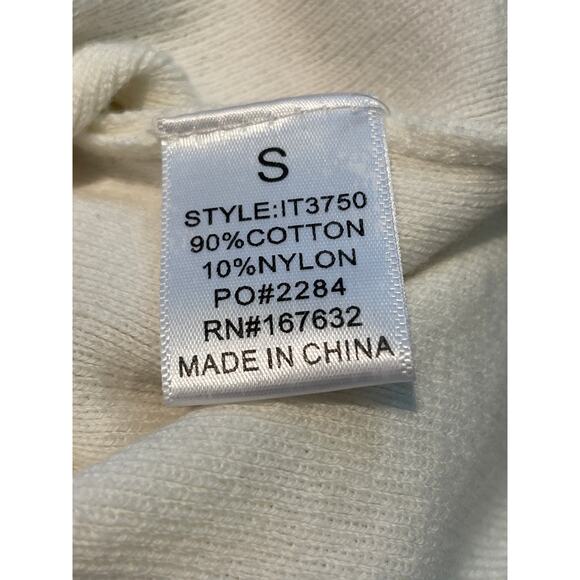 S
STYLE:IT3750
90%COTTON
10%NYLON
PO#2284
RN#167632
MADE IN CHINA